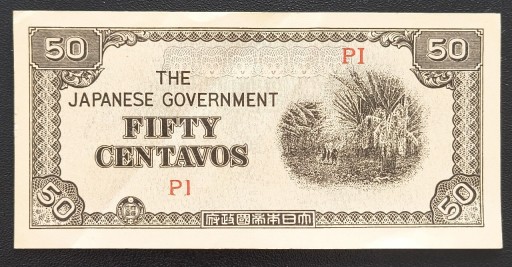 50 50
PI
THE
JAPANESE GOVERNMENT
FIFTY
CENTAVOS
PI
50 50
府政國帝本日大